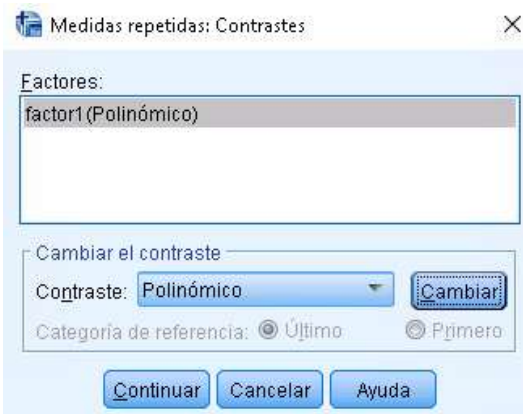 Medidas repetidas: Contrastes
Factores:
factor1(Polinómico)
Cambiar el contraste
Contraste: Polinómico Cambiar
Categoría de referencia: Último Primero
Continuar Cancelar Ayuda